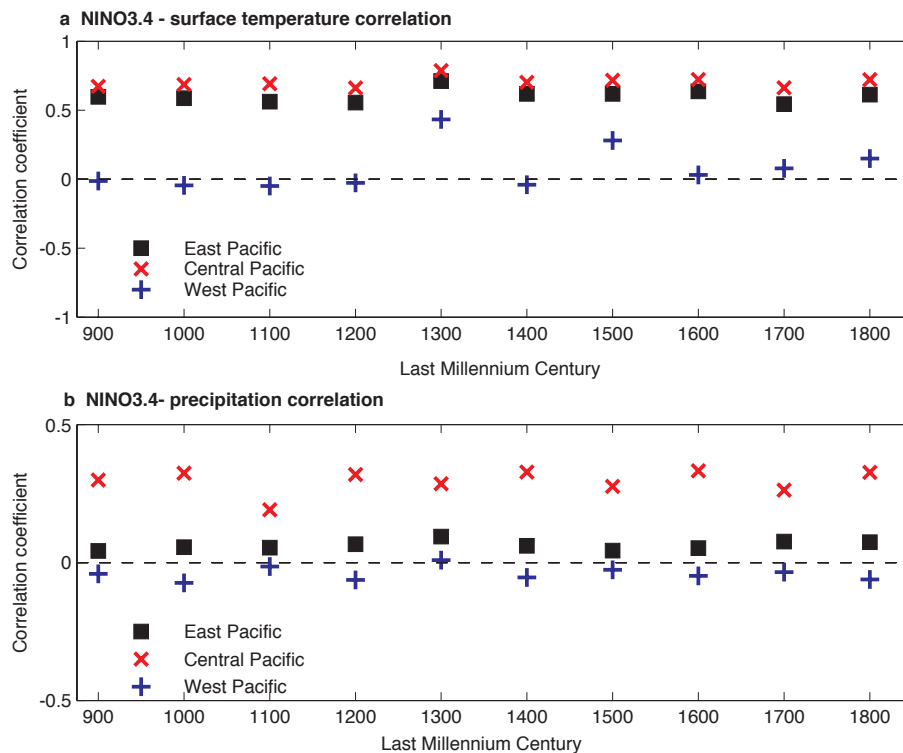 a NINO3.4 - surface temperature correlation
1
0.5
0
-0.5
-1
Correlation coefficient
East Pacific
Central Pacific
West Pacific
900 1000 1100 1200 1300 1400 1500 1600 1700 1800
Last Millennium Century
b NINO3.4- precipitation correlation
0.5
0
-0.5
Correlation coefficient
East Pacific
Central Pacific
West Pacific
900 1000 1100 1200 1300 1400 1500 1600 1700 1800
Last Millennium Century